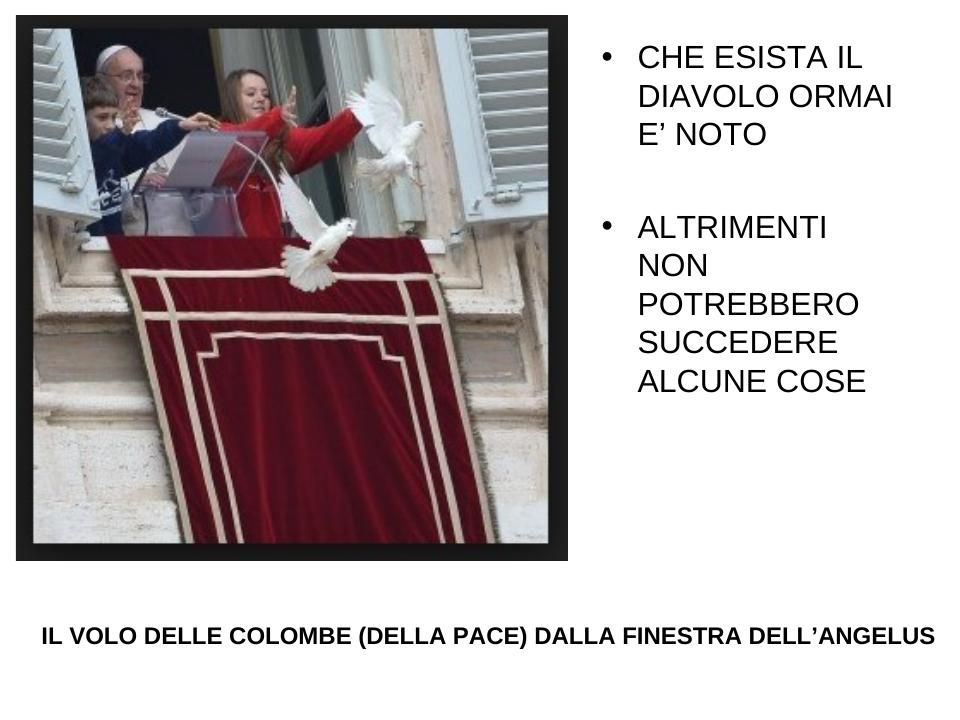 • CHE ESISTA IL
DIAVOLO ORMAI
E’ NOTO
• ALTRIMENTI
NON
POTREBBERO
SUCCEDERE
ALCUNE COSE
IL VOLO DELLE COLOMBE (DELLA PACE) DALLA FINESTRA DELL’ANGELUS